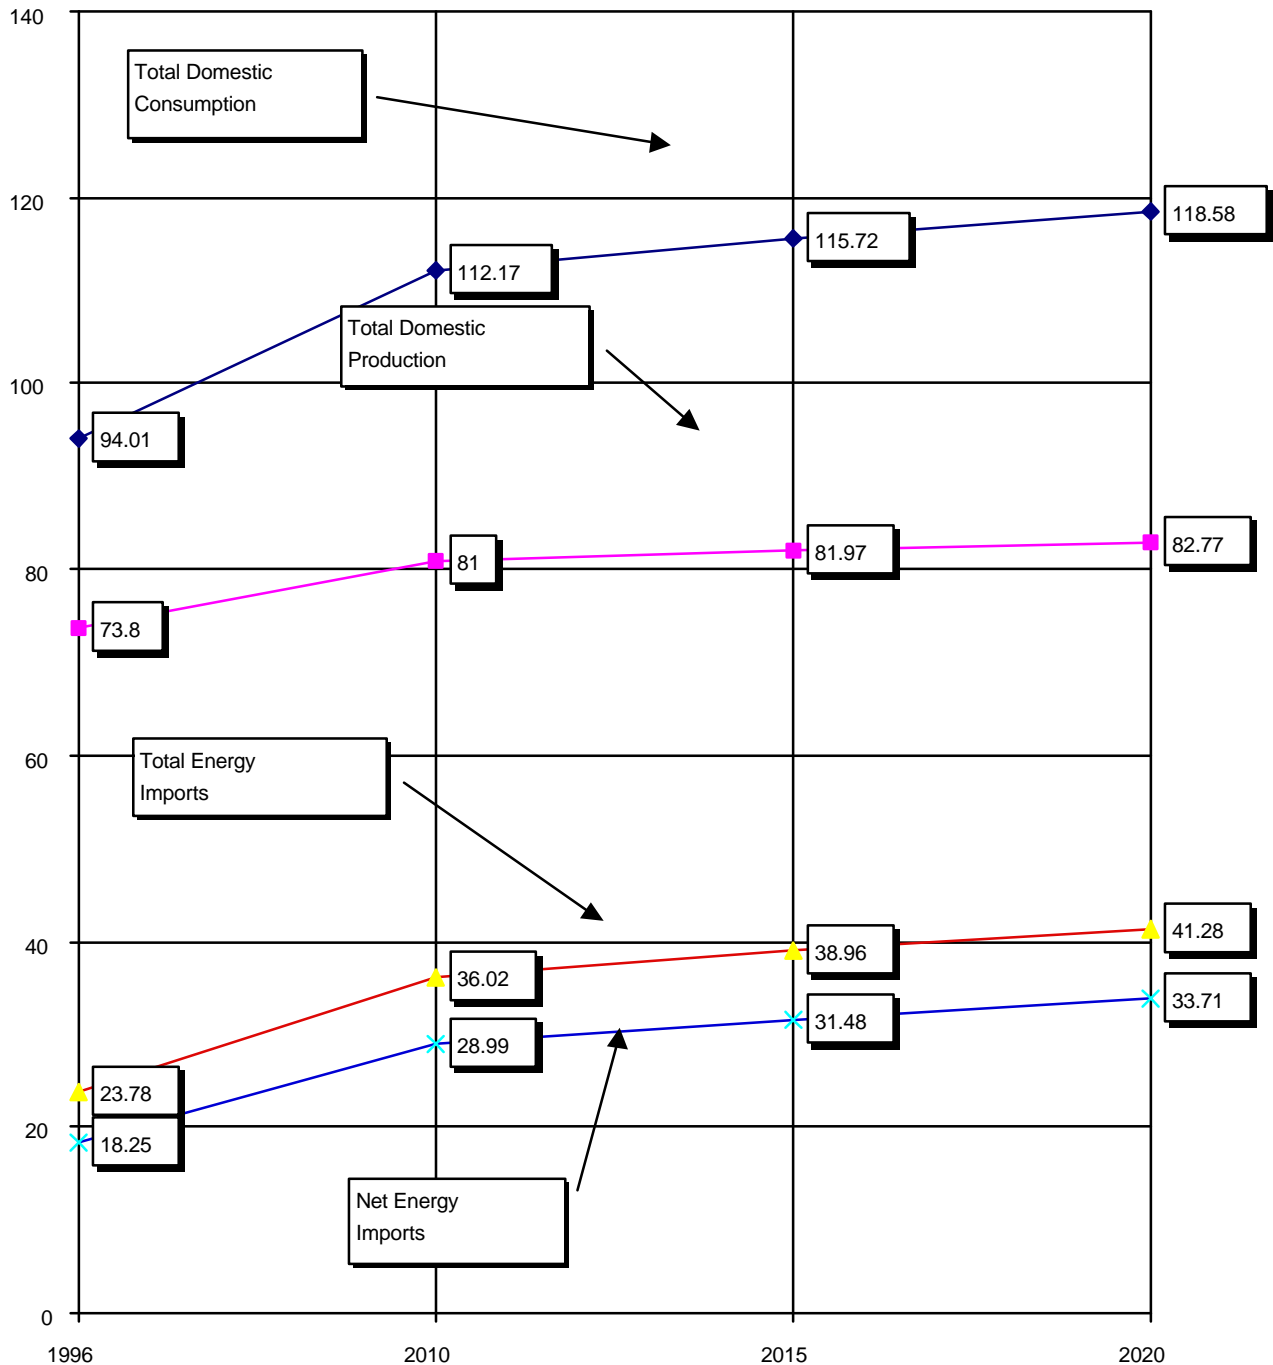 140
Total Domestic
Consumption
120
118.58
115.72
112.17
Total Domestic
Production
100
94.01
82.77
81.97
81
80
73.8
60
Total Energy
Imports
41.28
40
38.96
36.02
33.71
31.48
28.99
23.78
20
18.25
Net Energy
Imports
0
1996 2010 2015 2020